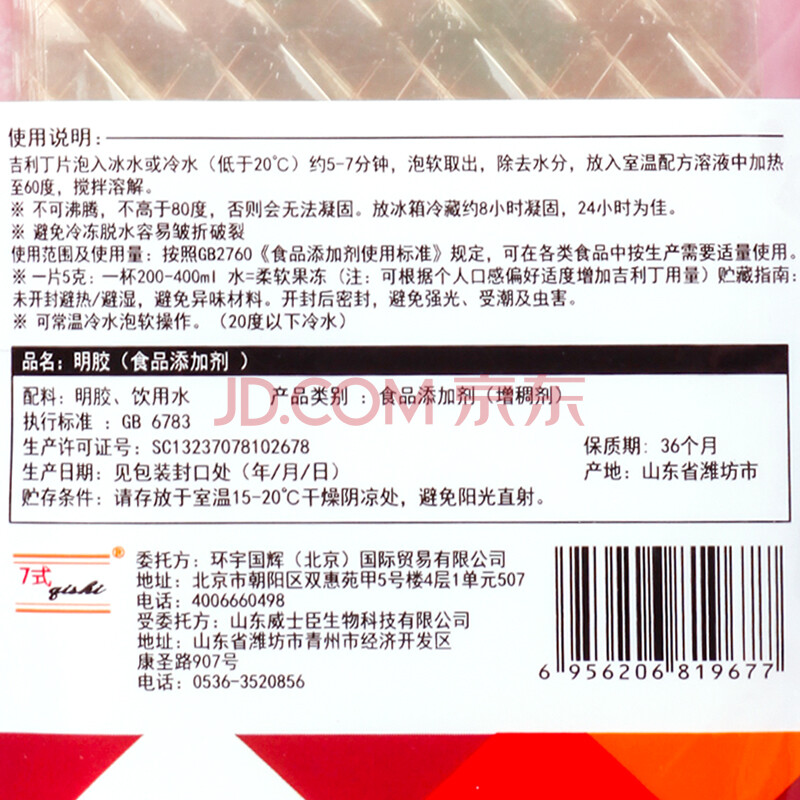 使用说明：
吉利丁片泡入冰水或冷水（低于20℃）约5-7分钟，泡软取出，除去水分，放入室温配方溶液中加热
至60度，搅拌溶解。
※ 不可沸腾，不高于80度，否则会无法凝固。放冰箱冷藏约8小时凝固，24小时为佳。
※ 避免冷冻脱水容易皱折破裂
使用范围及使用量：按照GB2760《食品添加剂使用标准》规定，可在各类食品中按生产需要适量使用。
※ 一片5克：一杯200-400ml 水=柔软果冻（注：可根据个人口感偏好适度增加吉利丁用量）贮藏指南：
未开封避热/避湿，避免异味材料。开封后密封，避免强光、受潮及虫害。
※ 可常温冷水泡软操作。（20度以下冷水）
品名：明胶（食品添加剂 ）
配料：明胶、饮用水 产品类别 ：食品添加剂（增稠剂）
JD.COM 京东
执行标准 ：GB 6783
生产许可证号：SC13237078102678 保质期：36个月
生产日期：见包装封口处（年/月/日） 产地：山东省潍坊市
贮存条件：请存放于室温15-20℃干燥阴凉处，避免阳光直射。
7式 qishi ®
委托方：环宇国辉（北京）国际贸易有限公司
地址：北京市朝阳区双惠苑甲5号楼4层1单元507
电话：4006660498
受委托方：山东威士臣生物科技有限公司
地址：山东省潍坊市青州市经济开发区
康圣路907号
电话：0536-3520856
6 956206 819677